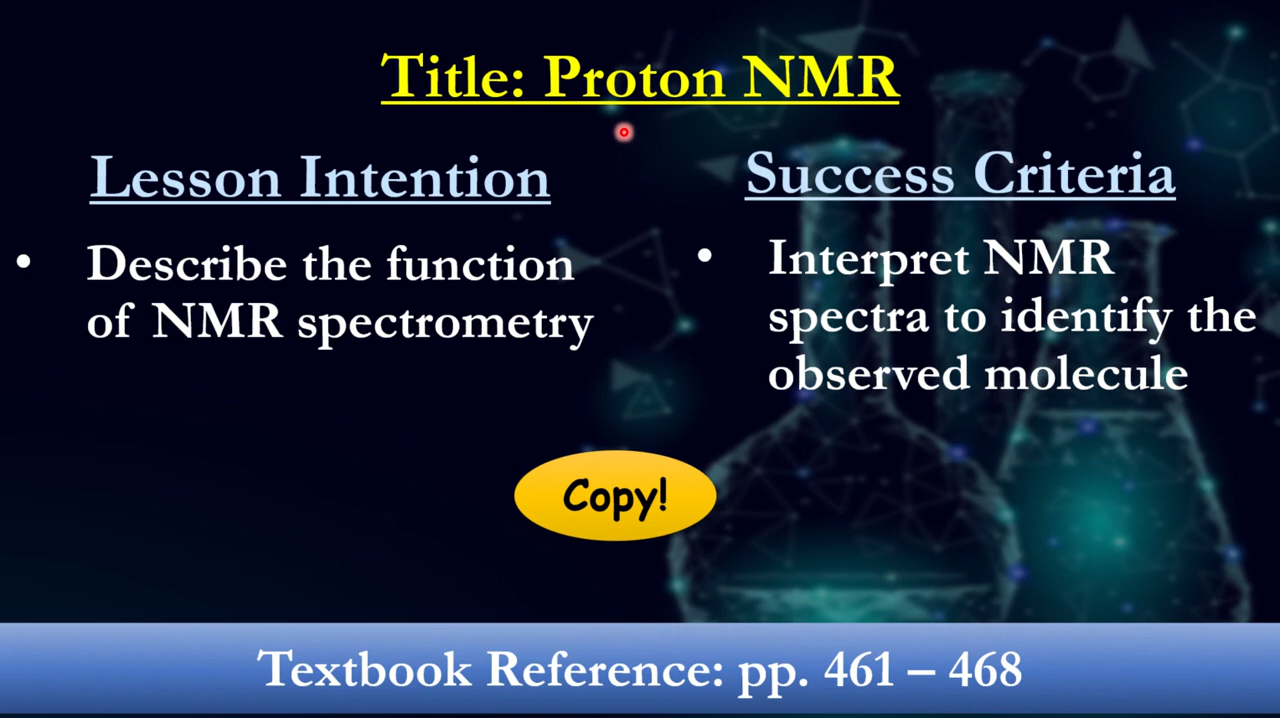 Title: Proton NMR
Lesson Intention
• Describe the function
of NMR spectrometry
Success Criteria
• Interpret NMR
spectra to identify the
observed molecule
Copy!
Textbook Reference: pp. 461 – 468